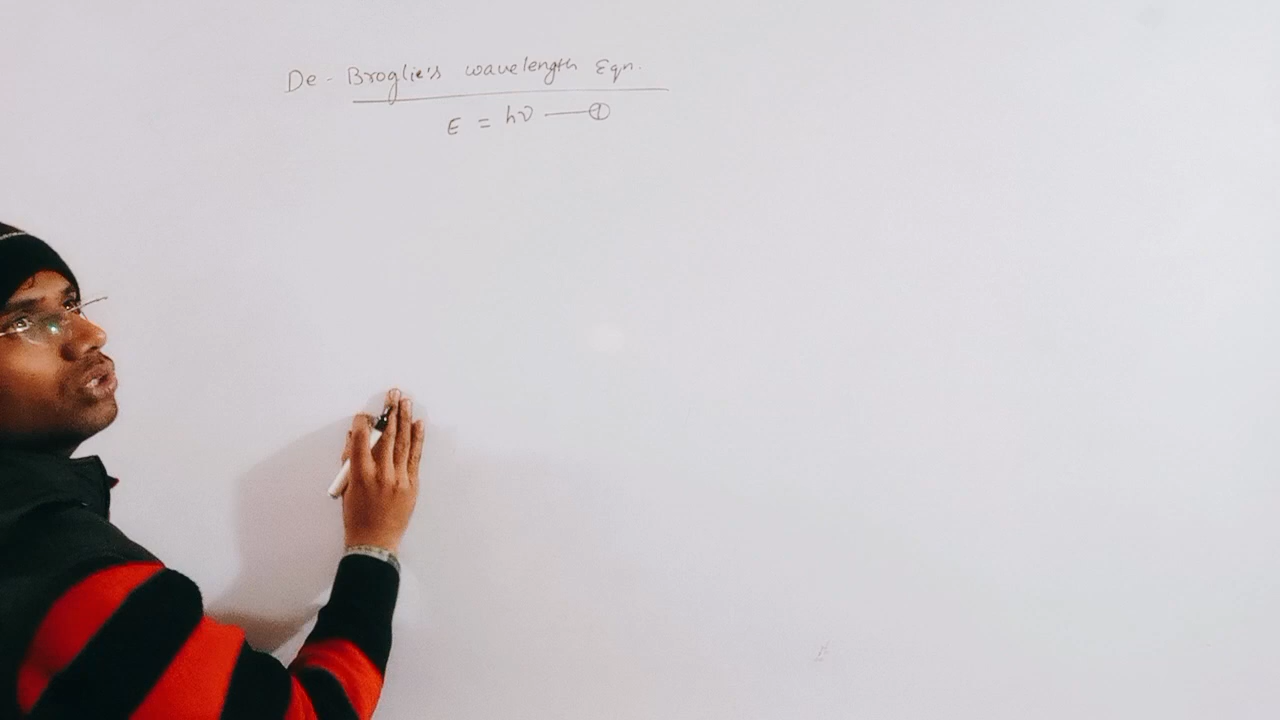 De-Broglie's wavelength Eqn.
E = hν —①